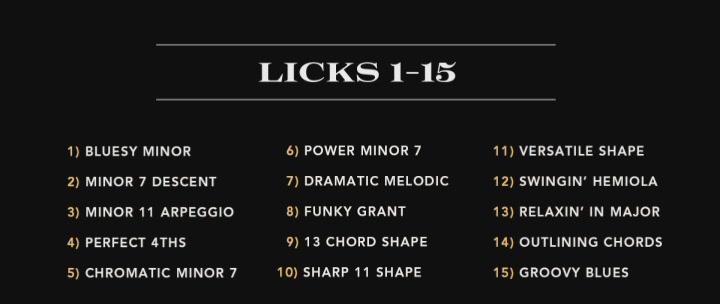 LICKS 1-15
1) BLUESY MINOR
2) MINOR 7 DESCENT
3) MINOR 11 ARPEGGIO
4) PERFECT 4THS
5) CHROMATIC MINOR 7
6) POWER MINOR 7
7) DRAMATIC MELODIC
8) FUNKY GRANT
9) 13 CHORD SHAPE
10) SHARP 11 SHAPE
11) VERSATILE SHAPE
12) SWINGIN’ HEMIOLA
13) RELAXIN’ IN MAJOR
14) OUTLINING CHORDS
15) GROOVY BLUES